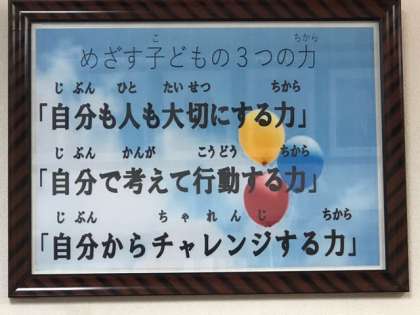 こ ちから
めざす子どもの３つの力
じ ぶん ひと たい せつ ちから
「自分も人も大切にする力」
じ ぶん かんが こう どう ちから
「自分で考えて行動する力」
じ ぶん ち ゃ れ ん じ ちから
「自分からチャレンジする力」